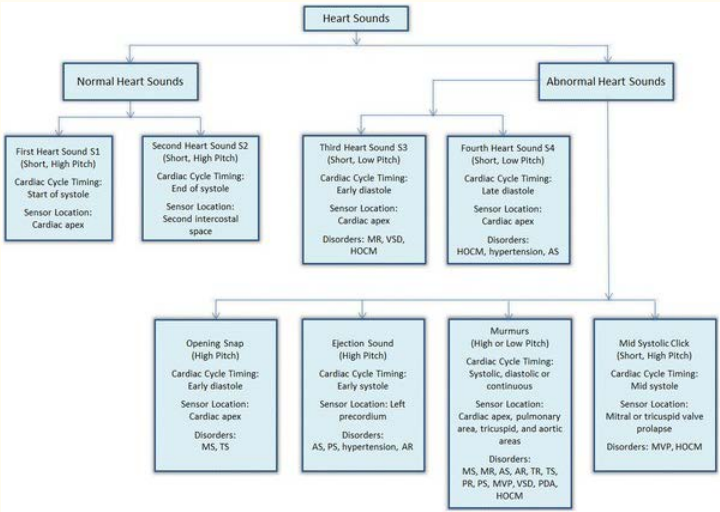 Heart Sounds
Normal Heart Sounds
Abnormal Heart Sounds
First Heart Sound S1
(Short, High Pitch)
Cardiac Cycle Timing:
Start of systole
Sensor Location:
Cardiac apex
Second Heart Sound S2
(Short, High Pitch)
Cardiac Cycle Timing:
End of systole
Sensor Location:
Second intercostal
space
Third Heart Sound S3
(Short, Low Pitch)
Cardiac Cycle Timing:
Early diastole
Sensor Location:
Cardiac apex
Disorders: MR, VSD,
HOCM
Fourth Heart Sound S4
(Short, Low Pitch)
Cardiac Cycle Timing:
Late diastole
Sensor Location:
Cardiac apex
Disorders:
HOCM, hypertension, AS
Opening Snap
(High Pitch)
Cardiac Cycle Timing:
Early diastole
Sensor Location:
Cardiac apex
Disorders:
MS, TS
Ejection Sound
(High Pitch)
Cardiac Cycle Timing:
Early systole
Sensor Location: Left
precordium
Disorders:
AS, PS, hypertension, AR
Murmurs
(High or Low Pitch)
Cardiac Cycle Timing:
Systolic, diastolic or
continuous
Sensor Location:
Cardiac apex, pulmonary
area, tricuspid, and aortic
areas
Disorders:
MS, MR, AS, AR, TR, TS,
PR, PS, MVP, VSD, PDA,
HOCM
Mid Systolic Click
(Short, High Pitch)
Cardiac Cycle Timing:
Mid systole
Sensor Location:
Mitral or tricuspid valve
prolapse
Disorders: MVP, HOCM